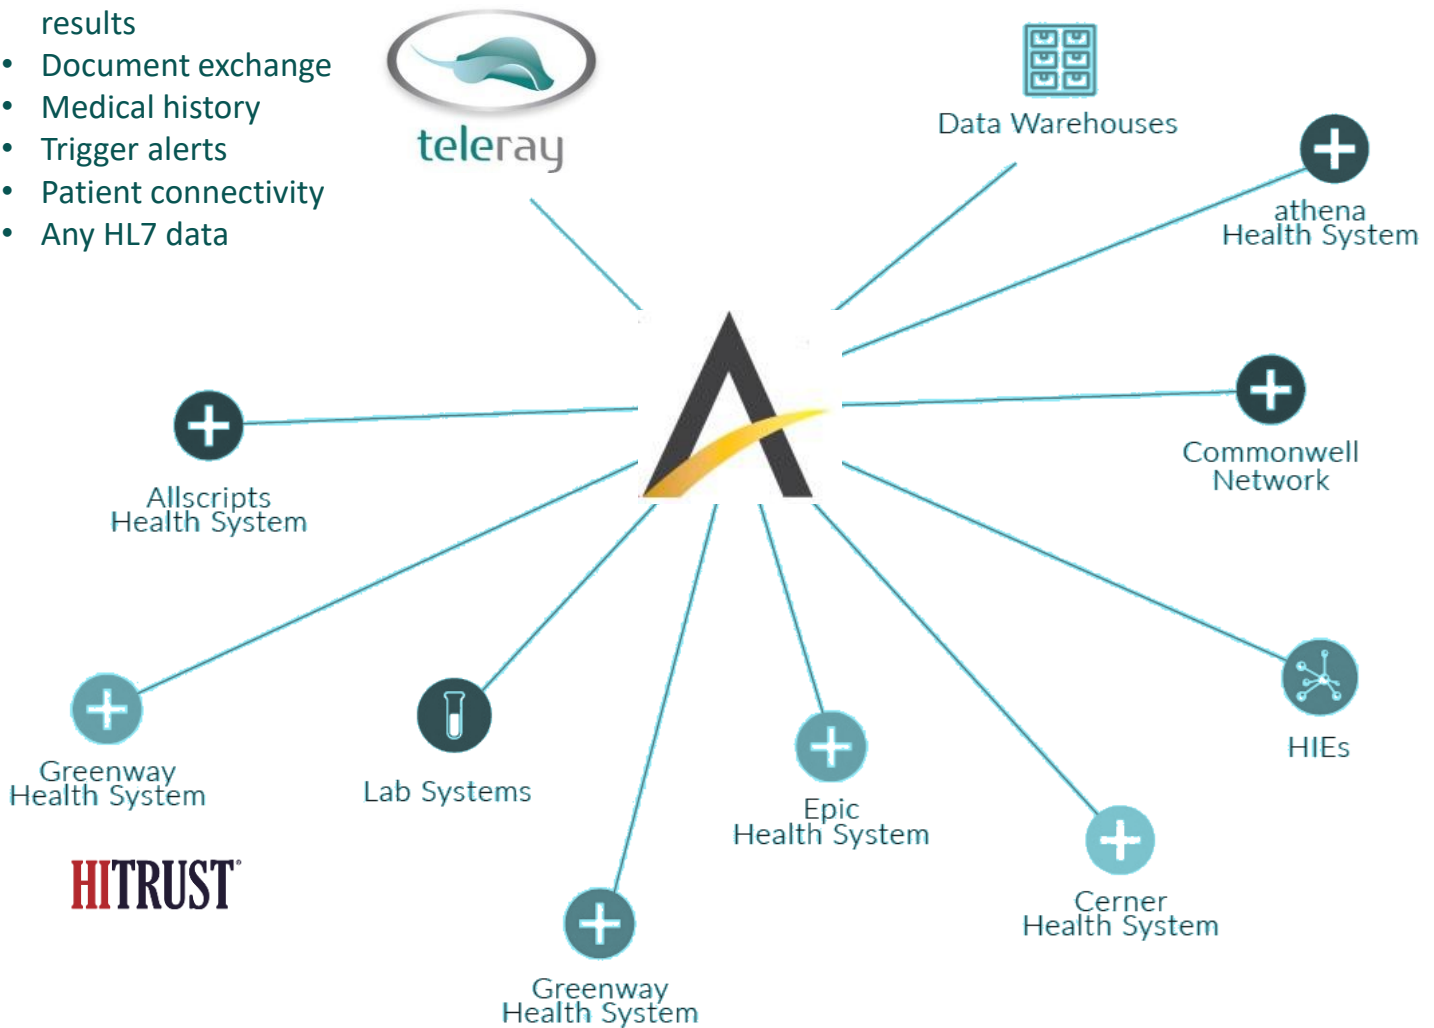 results
• Document exchange
• Medical history
• Trigger alerts
• Patient connectivity
• Any HL7 data
teleray
Data Warehouses
athena
Health System
Allscripts
Health System
Commonwell
Network
Greenway
Health System
Lab Systems
Epic
Health System
HIEs
Cerner
Health System
HITRUST®
Greenway
Health System